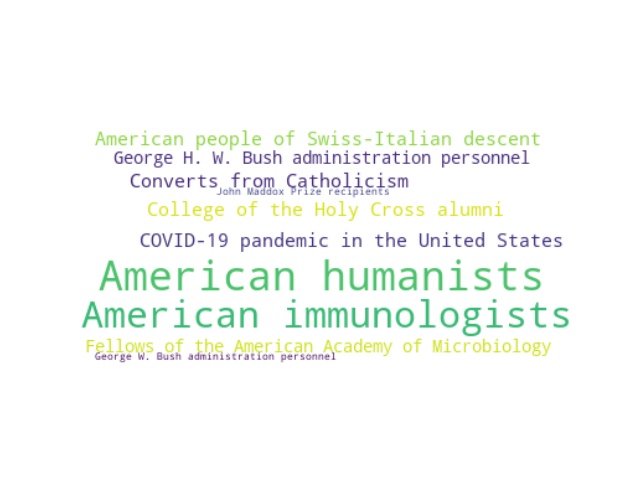 American people of Swiss-Italian descent
George H. W. Bush administration personnel
Converts from Catholicism
John Maddox Prize recipients
College of the Holy Cross alumni
COVID-19 pandemic in the United States
American humanists
American immunologists
Fellows of the American Academy of Microbiology
George W. Bush administration personnel